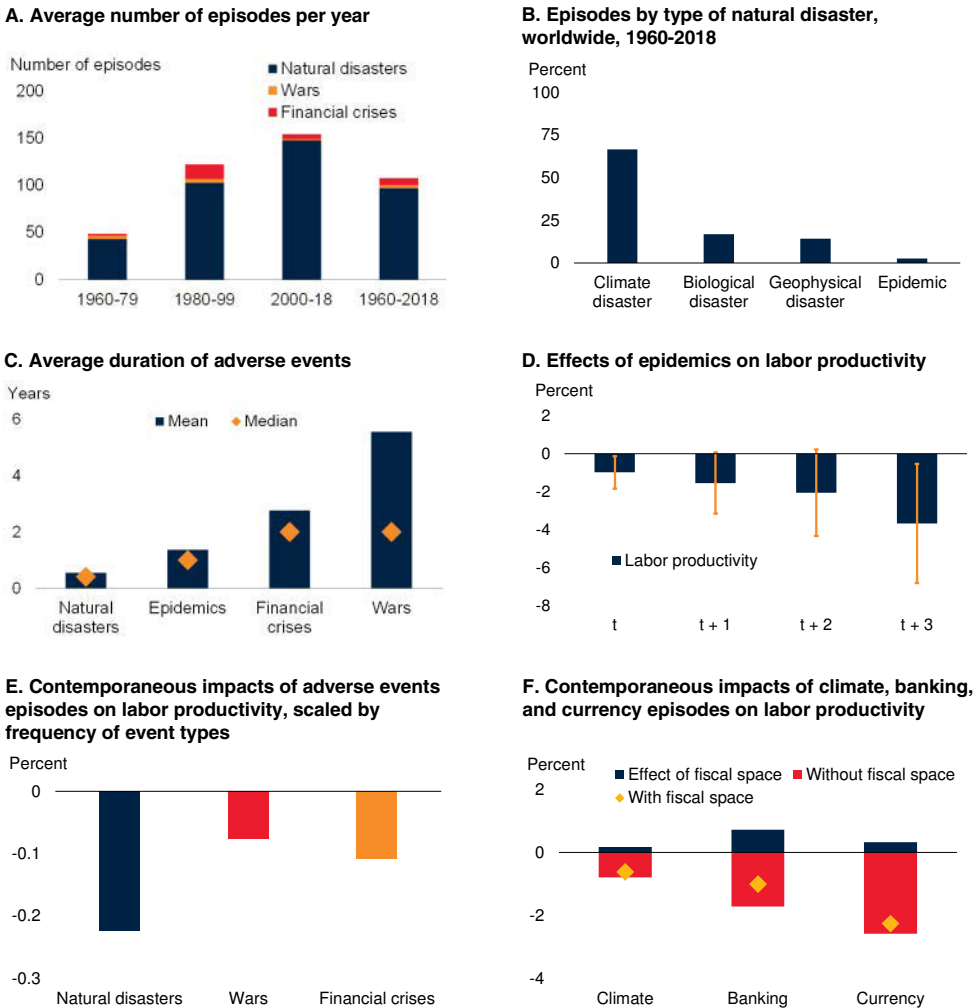 A. Average number of episodes per year
Number of episodes
200
150
100
50
0
Natural disasters
Wars
Financial crises
1960-79 1980-99 2000-18 1960-2018
B. Episodes by type of natural disaster,
worldwide, 1960-2018
Percent
100
75
50
25
0
Climate Biological Geophysical Epidemic
disaster disaster disaster
C. Average duration of adverse events
Years
6
4
2
0
Mean Median
Natural Epidemics Financial Wars
disasters crises
D. Effects of epidemics on labor productivity
Percent
2
0
-2
-4
-6
-8
Labor productivity
t t + 1 t + 2 t + 3
E. Contemporaneous impacts of adverse events
episodes on labor productivity, scaled by
frequency of event types
Percent
0
-0.1
-0.2
-0.3
Natural disasters Wars Financial crises
F. Contemporaneous impacts of climate, banking,
and currency episodes on labor productivity
Percent
2
0
-2
-4
Effect of fiscal space Without fiscal space
With fiscal space
Climate Banking Currency